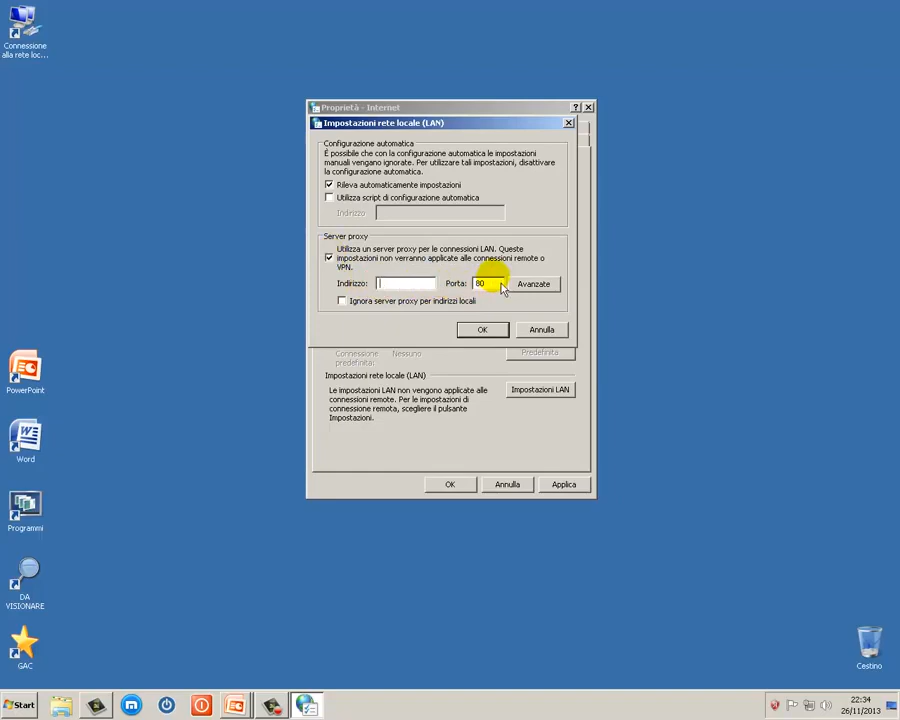 Connessione
alla rete loc...
Proprietà - Internet
Impostazioni rete locale (LAN)
Configurazione automatica
È possibile che con la configurazione automatica le impostazioni
manuali vengano ignorate. Per utilizzare tali impostazioni, disattivare
la configurazione automatica.
Rileva automaticamente impostazioni
Utilizza script di configurazione automatica
Indirizzo
Server proxy
Utilizza un server proxy per le connessioni LAN. Queste
impostazioni non verranno applicate alle connessioni remote o
VPN.
Indirizzo: Porta: 80 Avanzate
Ignora server proxy per indirizzi locali
OK Annulla
Connessione Nessuno Predefinita
predefinita:
Impostazioni rete locale (LAN)
Le impostazioni LAN non vengono applicate alle
connessioni remote. Per le impostazioni di
connessione remota, scegliere il pulsante
Impostazioni.
Impostazioni LAN
OK Annulla Applica
PowerPoint
Word
Programmi
DA
VISIONARE
GAC
Cestino
Start
22:34
26/11/2013